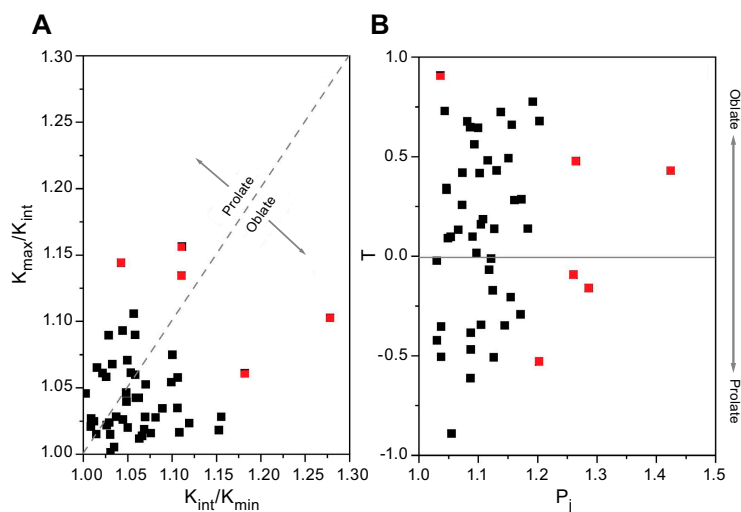 A
B
1.30
1.25
1.20
1.15
1.10
1.05
1.00
Kmax/Kint
Prolate
Oblate
1.00 1.05 1.10 1.15 1.20 1.25 1.30
Kint/Kmin
1.0
0.5
0.0
-0.5
-1.0
T
1.0 1.1 1.2 1.3 1.4 1.5
Pj
Oblate
Prolate